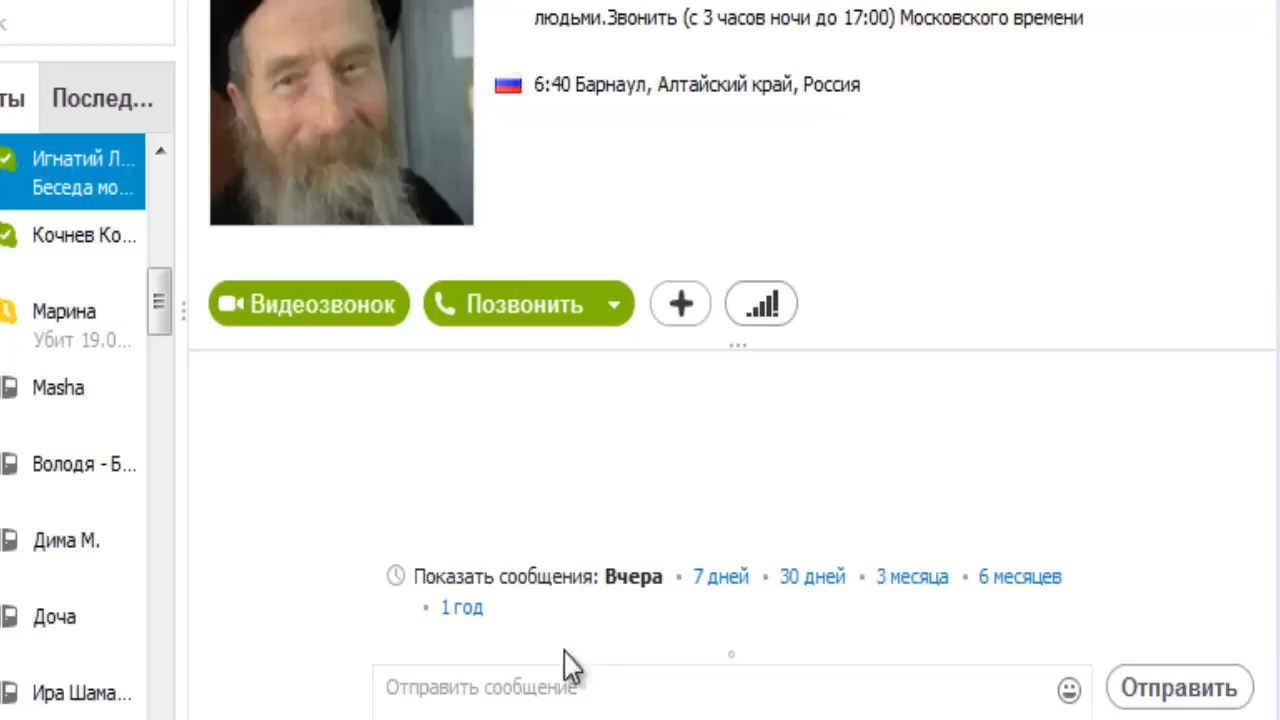 людьми.Звонить (с 3 часов ночи до 17:00) Московского времени
6:40 Барнаул, Алтайский край, Россия
ты
Послед...
Игнатий Л...
Беседа мо...
Кочнев Ко...
Марина
Убит 19.0...
Masha
Володя - Б...
Дима М.
Доча
Ира Шама...
Видеозвонок
Позвонить
Показать сообщения: Вчера • 7 дней • 30 дней • 3 месяца • 6 месяцев
• 1 год
Отправить сообщение
Отправить